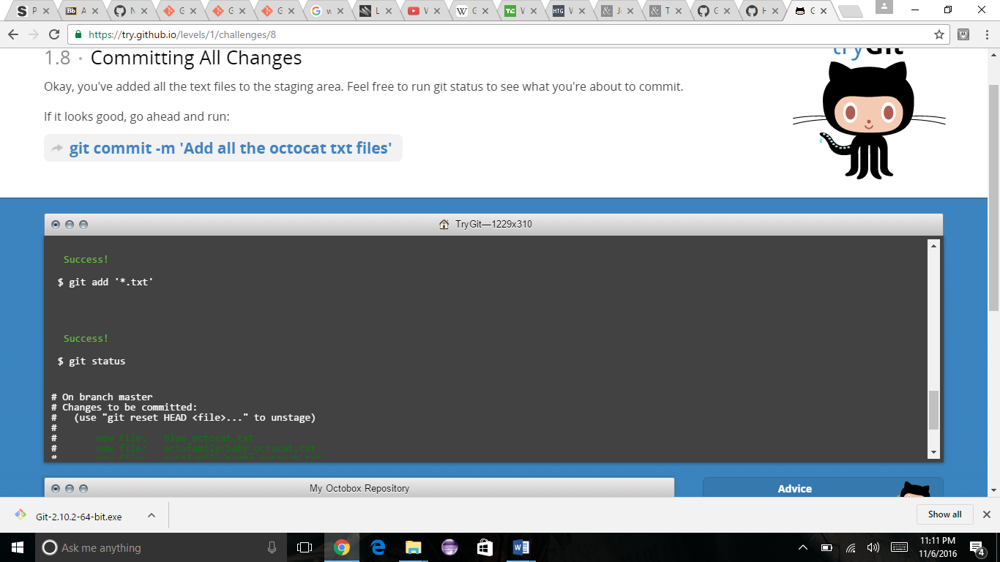 S P
Bb A
N
G
G
G
G w
L
W
W G
TC W
HTG W
& J
& T
G
H
G
https://try.github.io/levels/1/challenges/8
tryGit
1.8 · Committing All Changes
Okay, you've added all the text files to the staging area. Feel free to run git status to see what you're about to commit.
If it looks good, go ahead and run:
git commit -m 'Add all the octocat txt files'
TryGit—1229x310
Success!
$ git add '*.txt'
Success!
$ git status
# On branch master
# Changes to be committed:
#   (use "git reset HEAD <file>..." to unstage)
#
#       new file:   blue_octocat.txt
#       new file:   octofamily/baby_octocat.txt
#
My Octobox Repository
Advice
Git-2.10.2-64-bit.exe
Show all
Ask me anything
11:11 PM
11/6/2016
4